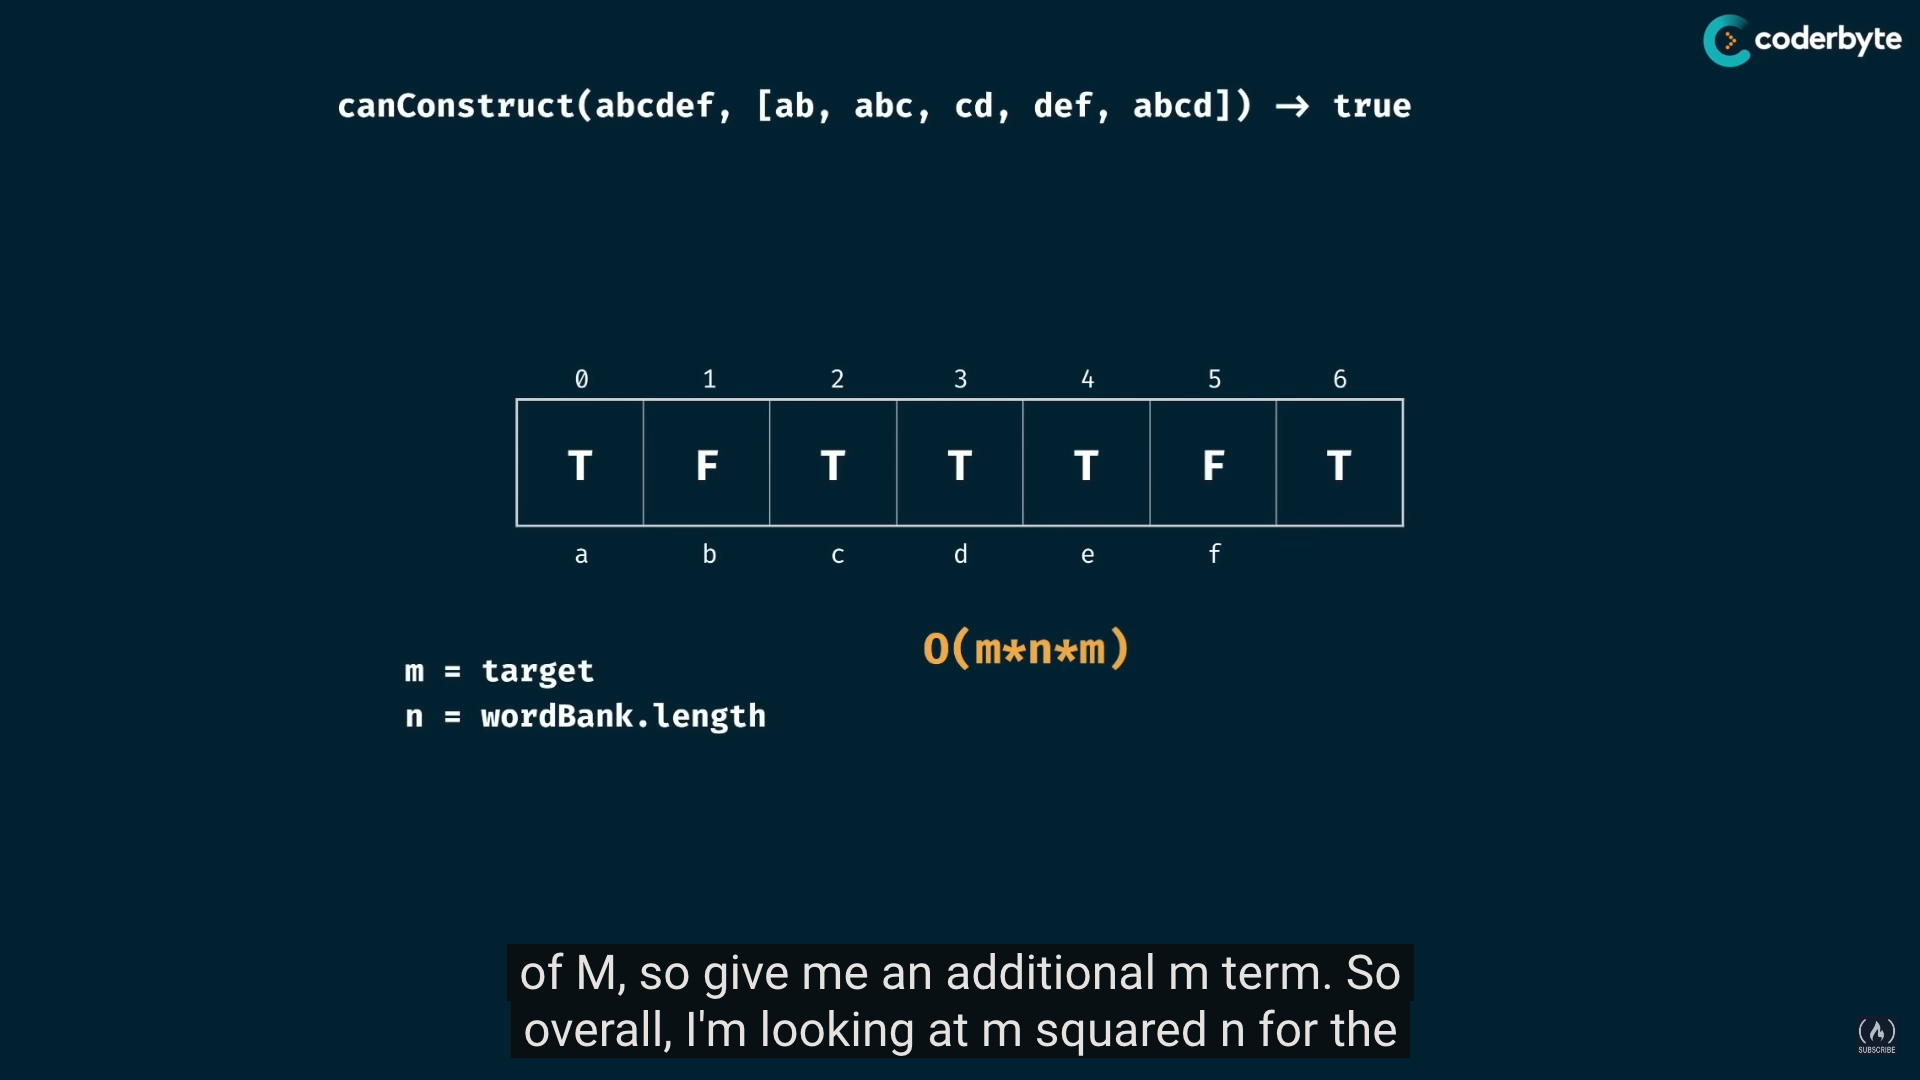 coderbyte
canConstruct(abcdef, [ab, abc, cd, def, abcd]) → true
0 1 2 3 4 5 6
T F T T T F T
a b c d e f
O(m*n*m)
m = target
n = wordBank.length
of M, so give me an additional m term. So
overall, I'm looking at m squared n for the
SUBSCRIBE